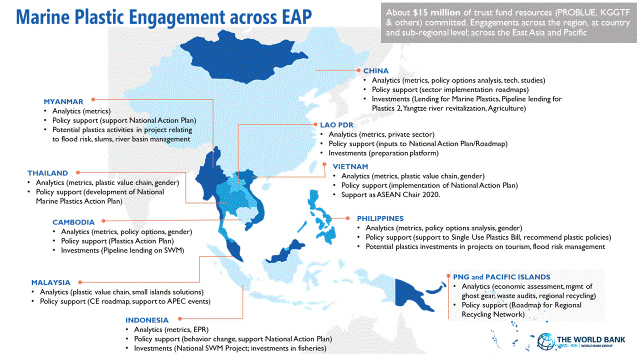 Marine Plastic Engagement across EAP
About $15 million of trust fund resources (PROBLUE, KGGTF
& others) committed. Engagements across the region, at country
and sub-regional level; across the East Asia and Pacific
CHINA
• Analytics (metrics, policy options analysis, tech. studies)
• Policy support (sector implementation roadmaps)
• Investments (Lending for Marine Plastics, Pipeline lending for
Plastics 2, Yangtze river revitalization, Agriculture)
MYANMAR
• Analytics (metrics)
• Policy support (support National Action Plan)
• Potential plastics activities in project relating
to flood risk, slums, river basin management
LAO PDR
• Analytics (metrics, private sector)
• Policy support (inputs to National Action Plan/Roadmap)
• Investments (preparation platform)
VIETNAM
• Analytics (metrics, plastic value chain, gender)
• Policy support (implementation of National Action Plan)
• Support as ASEAN Chair 2020.
THAILAND
• Analytics (metrics, plastic value chain, gender)
• Policy support (development of National
Marine Plastics Action Plan)
CAMBODIA
• Analytics (metrics, policy options, gender)
• Policy support (Plastics Action Plan)
• Investments (Pipeline lending on SWM)
PHILIPPINES
• Analytics (metrics, policy options analysis, gender)
• Policy support (support to Single Use Plastics Bill, recommend plastic policies)
• Potential plastics investments in projects on tourism, flood risk management
MALAYSIA
• Analytics (plastic value chain, small islands solutions)
• Policy support (CE roadmap, support to APEC events)
PNG and PACIFIC ISLANDS
• Analytics (economic assessment, mgmt of
ghost gear, waste audits, regional recycling)
• Policy support (Roadmap for Regional
Recycling Network)
INDONESIA
• Analytics (metrics, EPR)
• Policy support (behavior change, support National Action Plan)
• Investments (National SWM Project; investments in fisheries)
THE WORLD BANK
IBRD • IDA | WORLD BANK GROUP